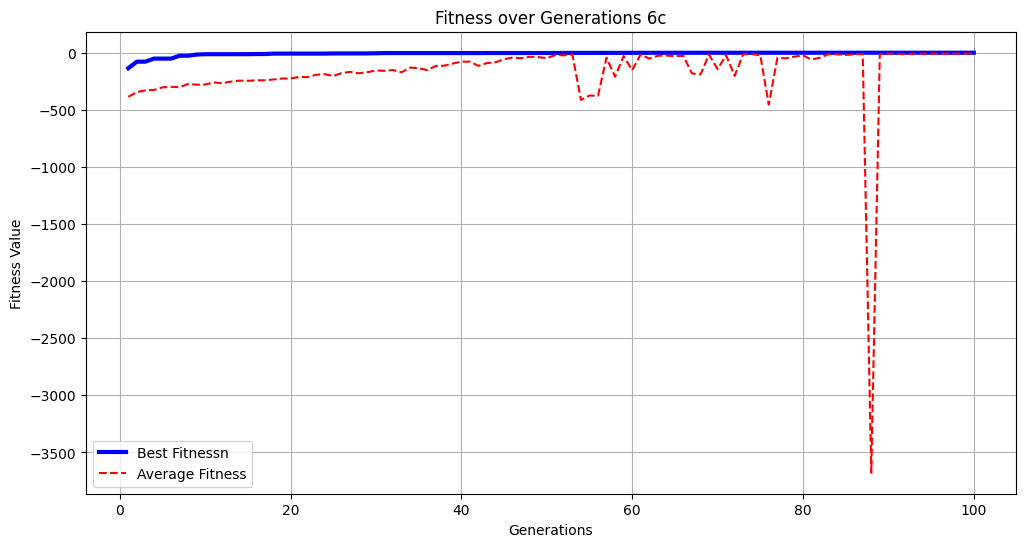 Fitness over Generations 6c
Fitness Value
0
−500
−1000
−1500
−2000
−2500
−3000
−3500
Best Fitnessn
Average Fitness
0 20 40 60 80 100
Generations